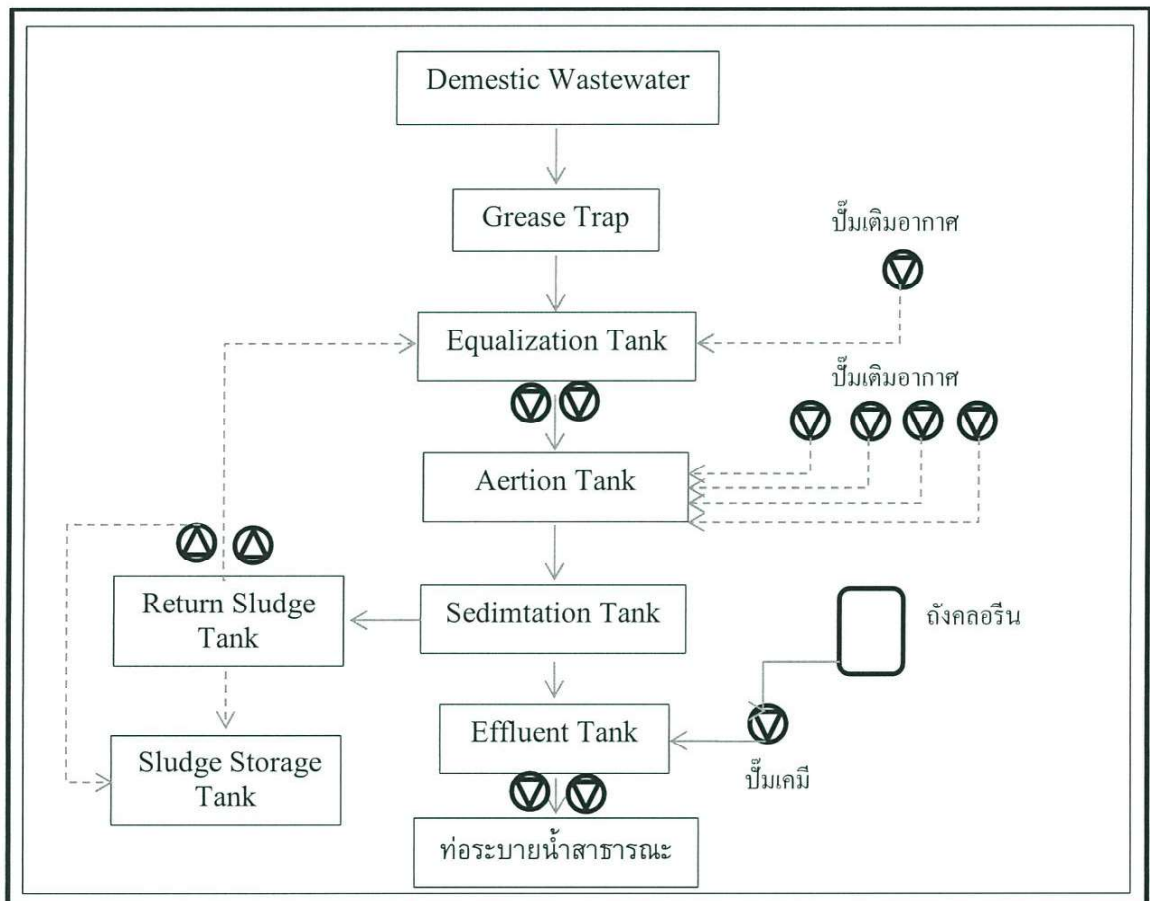 Demestic Wastewater
Grease Trap
ปั๊มเติมอากาศ
Equalization Tank
ปั๊มเติมอากาศ
Aertion Tank
Return Sludge
Tank
Sedimtation Tank
ถังคลอรีน
Effluent Tank
Sludge Storage
Tank
ปั๊มเคมี
ท่อระบายน้ำสาธารณะ